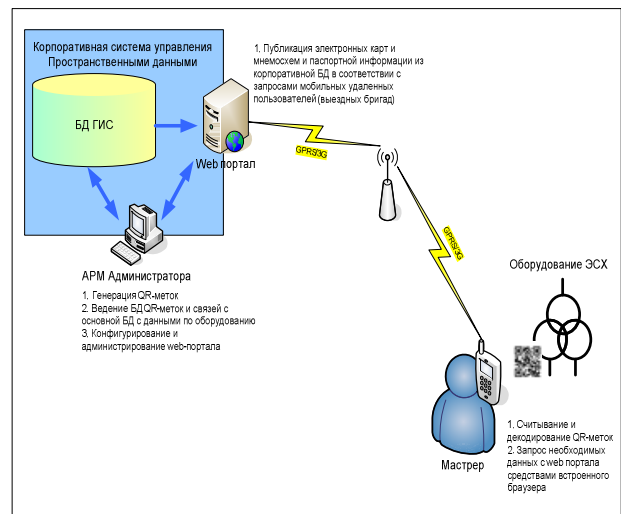 Корпоративная система управления
Пространственными данными
БД ГИС
Web портал
1. Публикация электронных карт и
мнемосхем и паспортной информации из
корпоративной БД в соответствии с
запросами мобильных удаленных
пользователей (выездных бригад)
GPRS/3G
GPRS/3G
АРМ Администратора
1. Генерация QR-меток
2. Ведение БД QR-меток и связей с
основной БД с данными по оборудованию
3. Конфигурирование и
администрирование web-портала
Оборудование ЭСХ
Мастрер
1. Считывание и
декодирование QR-меток
2. Запрос необходимых
данных с web портала
средствами встроенного
браузера